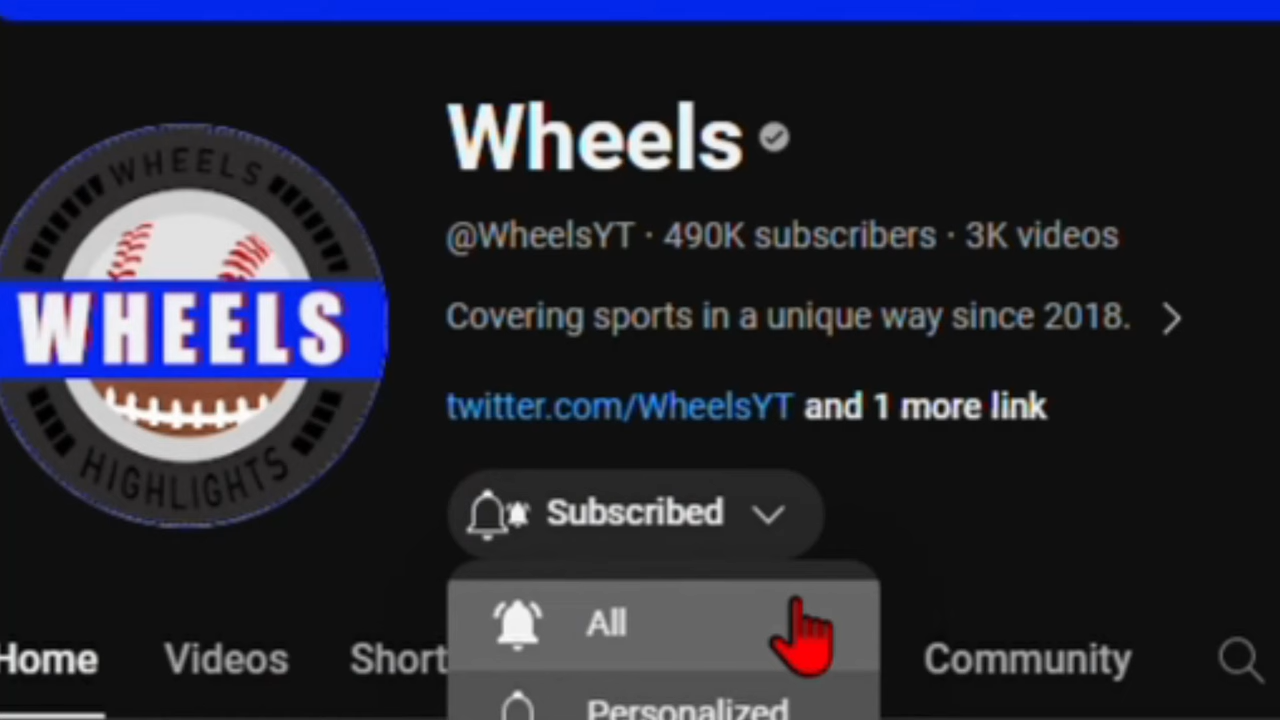 Wheels
@WheelsYT · 490K subscribers · 3K videos
Covering sports in a unique way since 2018.
twitter.com/WheelsYT and 1 more link
WHEELS
WHEELS
HIGHLIGHTS
Subscribed
All
Personalized
Home Videos Short Community